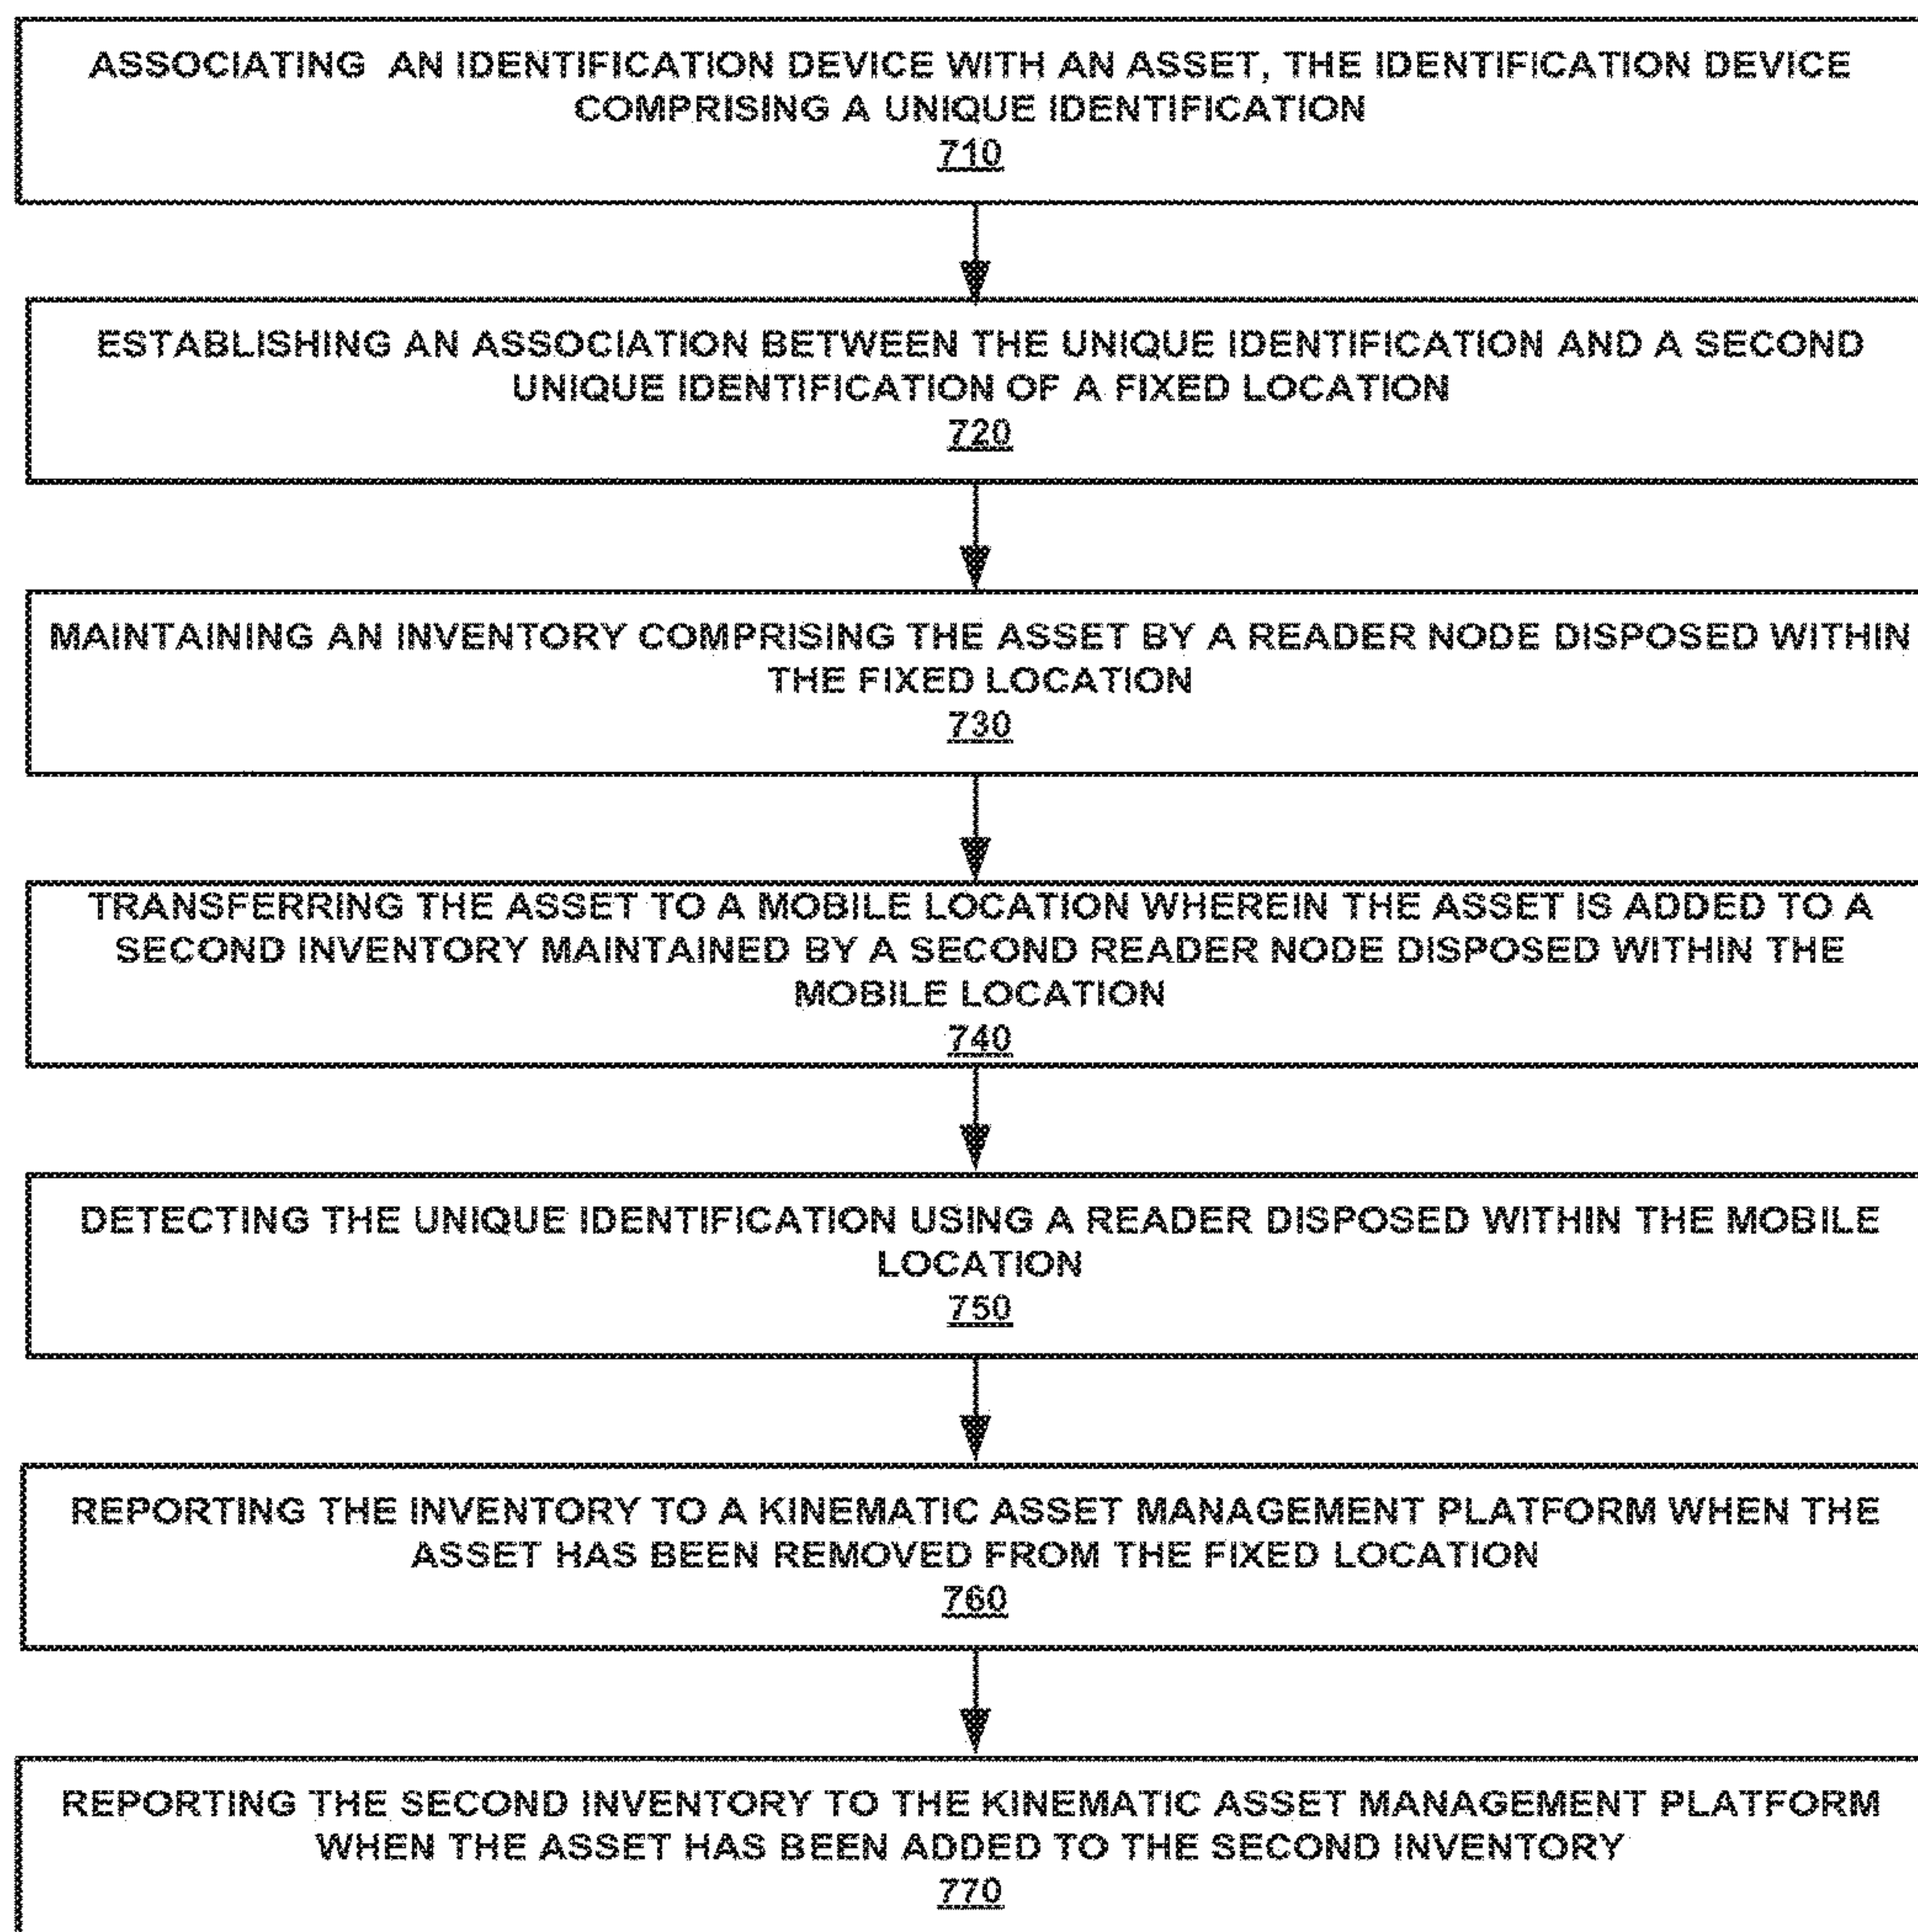 ASSOCIATING AN IDENTIFICATION DEVICE WITH AN ASSET, THE IDENTIFICATION DEVICE
COMPRISING A UNIQUE IDENTIFICATION
710
ESTABLISHING AN ASSOCIATION BETWEEN THE UNIQUE IDENTIFICATION AND A SECOND
UNIQUE IDENTIFICATION OF A FIXED LOCATION
720
MAINTAINING AN INVENTORY COMPRISING THE ASSET BY A READER NODE DISPOSED WITHIN
THE FIXED LOCATION
730
TRANSFERRING THE ASSET TO A MOBILE LOCATION WHEREIN THE ASSET IS ADDED TO A
SECOND INVENTORY MAINTAINED BY A SECOND READER NODE DISPOSED WITHIN THE
MOBILE LOCATION
740
DETECTING THE UNIQUE IDENTIFICATION USING A READER DISPOSED WITHIN THE MOBILE
LOCATION
750
REPORTING THE INVENTORY TO A KINEMATIC ASSET MANAGEMENT PLATFORM WHEN THE
ASSET HAS BEEN REMOVED FROM THE FIXED LOCATION
760
REPORTING THE SECOND INVENTORY TO THE KINEMATIC ASSET MANAGEMENT PLATFORM
WHEN THE ASSET HAS BEEN ADDED TO THE SECOND INVENTORY
770